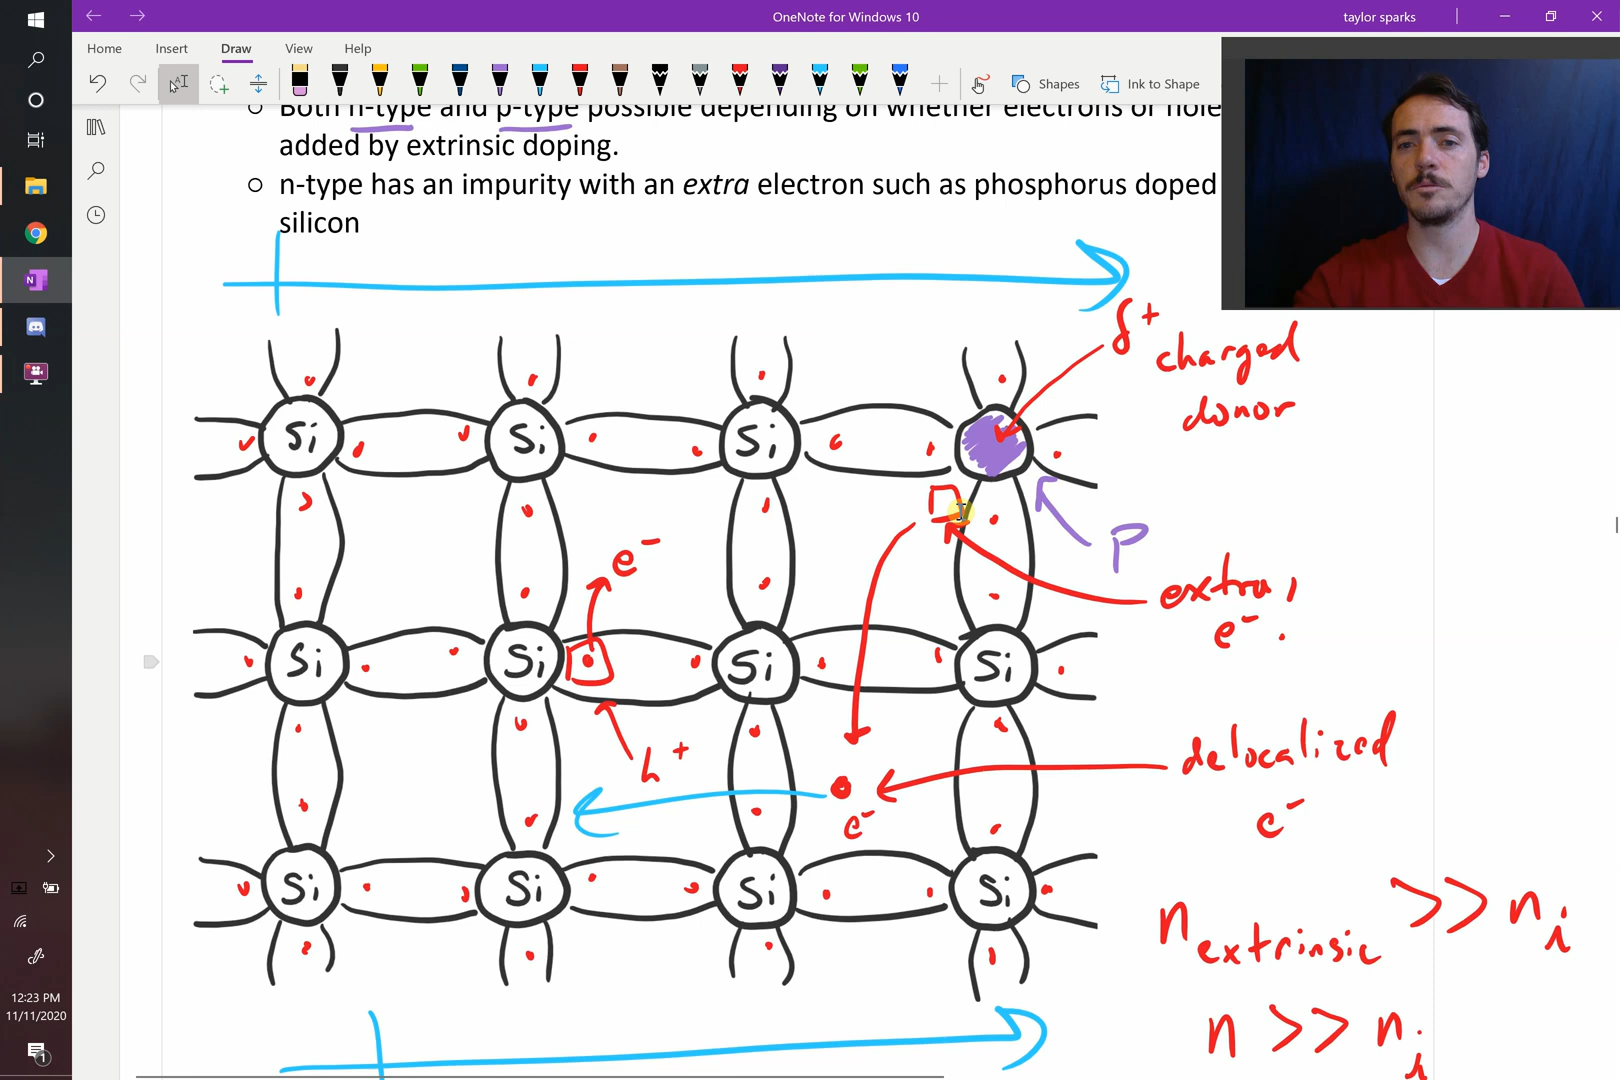 OneNote for Windows 10
taylor sparks
Home Insert Draw View Help
Shapes Ink to Shape
Both n-type and p-type possible depending on whether electrons or hole
added by extrinsic doping.
n-type has an impurity with an extra electron such as phosphorus doped
silicon
δ+
charged
donor
Si Si Si
P
e-
extra
e-
Si Si Si Si
h+
delocalized
e-
e-
Si Si Si Si
n extrinsic >> ni
n >> ni
12:23 PM
11/11/2020
1